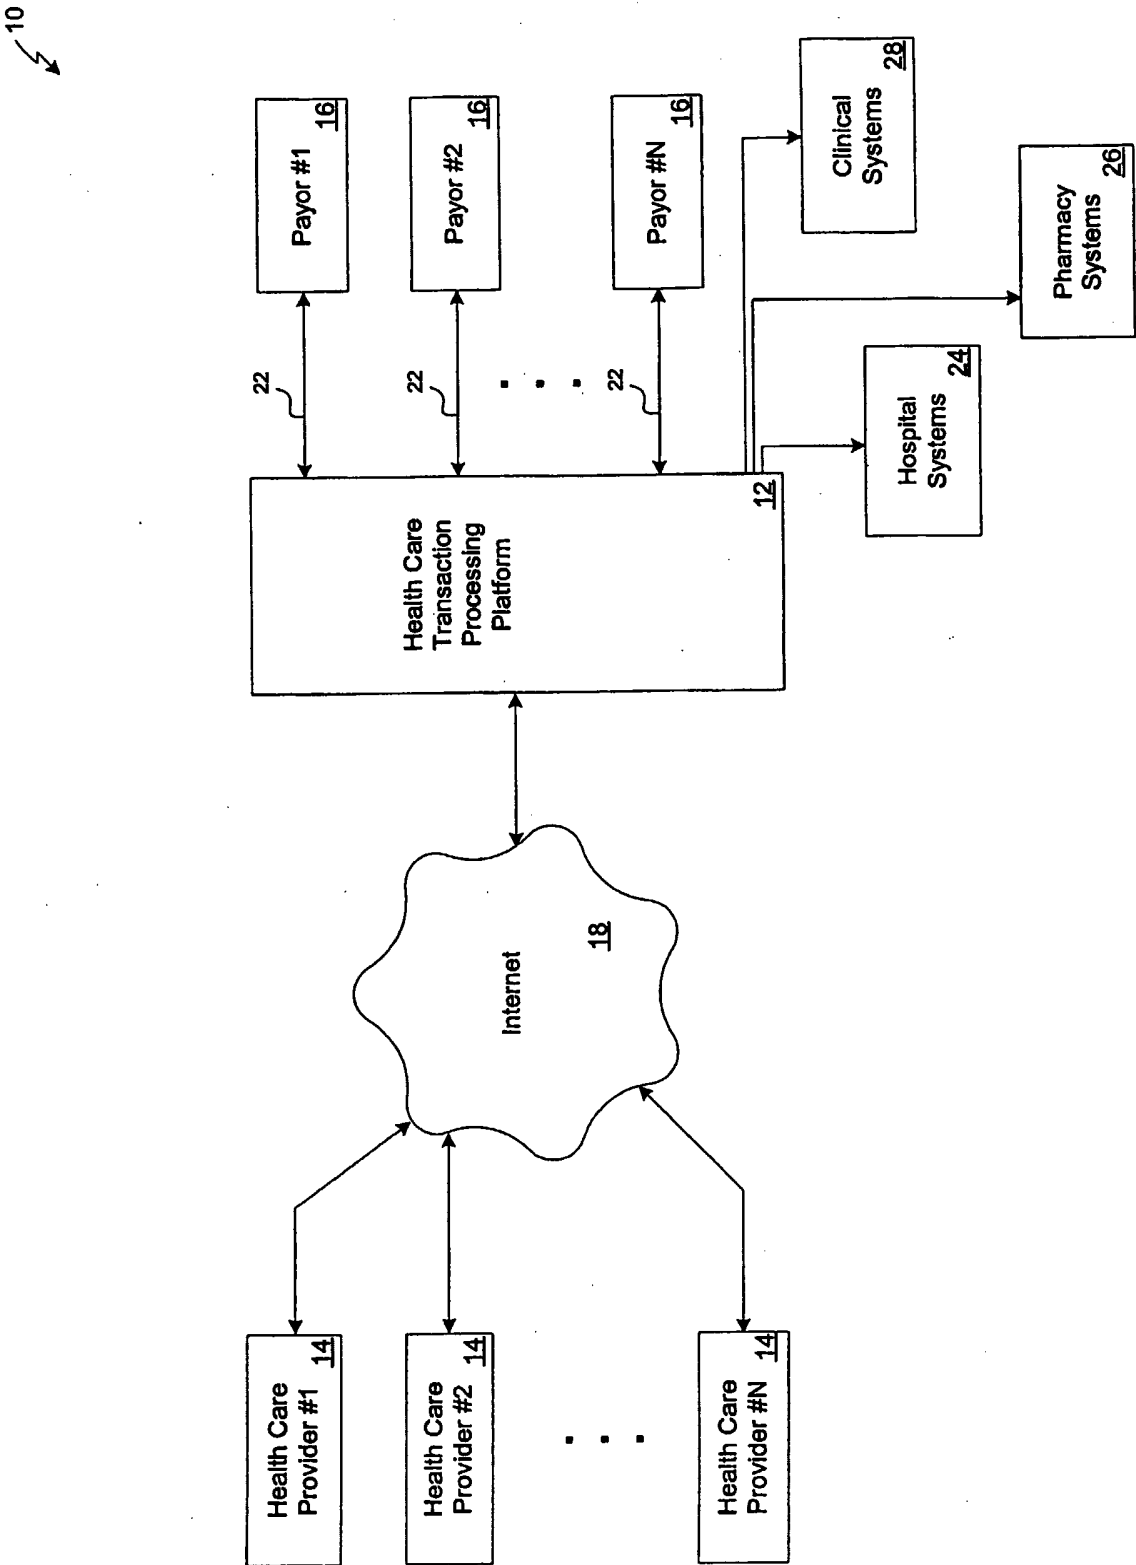 10
Health Care
Provider #1
14
Health Care
Provider #2
14
Health Care
Provider #N
14
Internet
18
Health Care
Transaction
Processing
Platform
12
22
22
22
Payor #1
16
Payor #2
16
Payor #N
16
Hospital
Systems
24
Pharmacy
Systems
26
Clinical
Systems
28